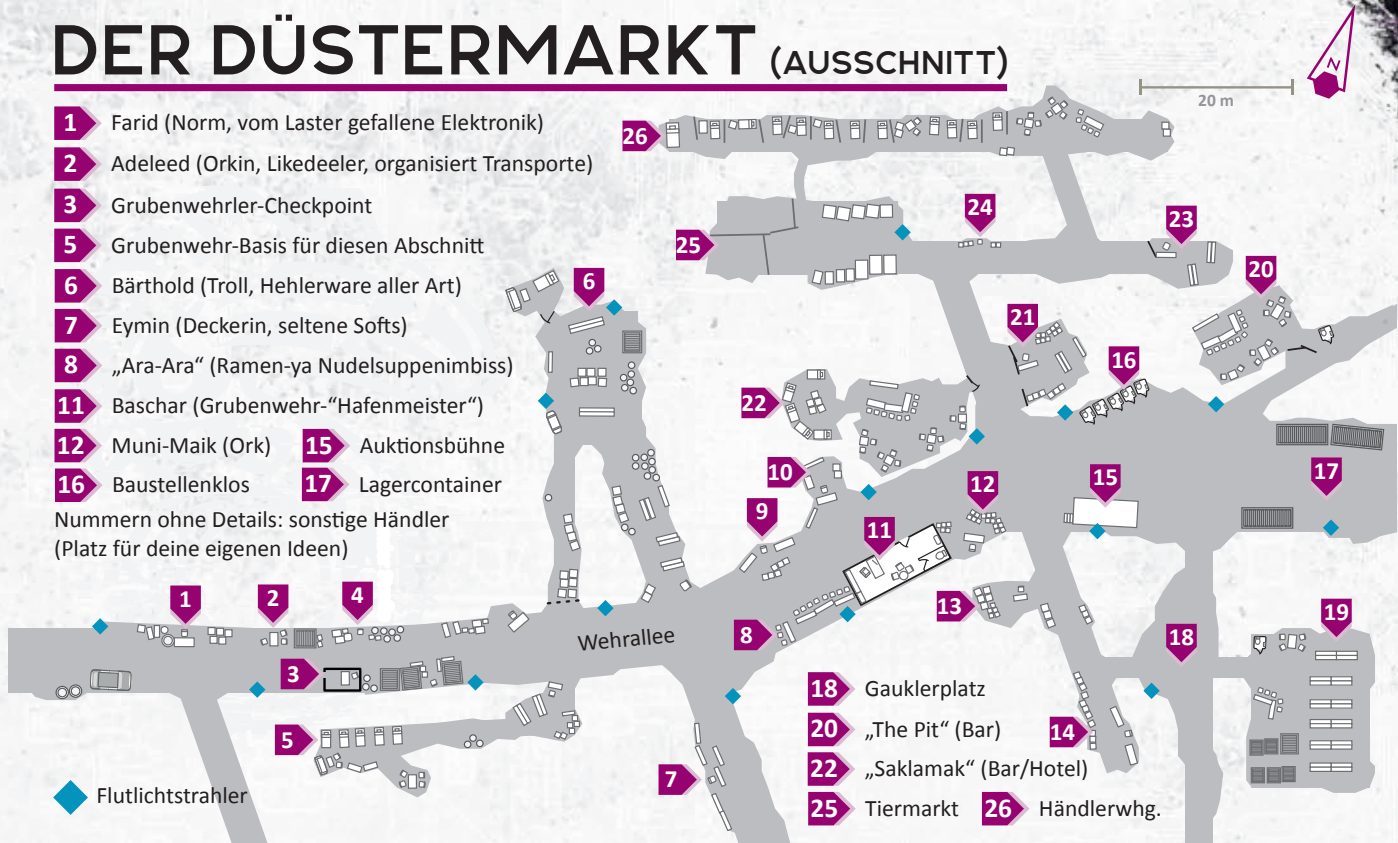 DER DÜSTERMARKT (AUSSCHNITT)
N
20 m
1 Farid (Norm, vom Laster gefallene Elektronik)
2 Adeleed (Orkin, Likedeeler, organisiert Transporte)
3 Grubenwehrler-Checkpoint
5 Grubenwehr-Basis für diesen Abschnitt
6 Bärthold (Troll, Hehlerware aller Art)
7 Eymin (Deckerin, seltene Softs)
8 „Ara-Ara“ (Ramen-ya Nudelsuppenimbiss)
11 Baschar (Grubenwehr-“Hafenmeister“)
12 Muni-Maik (Ork) 15 Auktionsbühne
16 Baustellenklos 17 Lagercontainer
Nummern ohne Details: sonstige Händler
(Platz für deine eigenen Ideen)
26
24
23
25
20
6
21
16
22
10
17
12
15
9
11
1
2
4
13
19
8
Wehrallee
18
3
5
14
7
18 Gauklerplatz
20 „The Pit“ (Bar)
22 „Saklamak“ (Bar/Hotel)
25 Tiermarkt 26 Händlerwhg.
Flutlichtstrahler